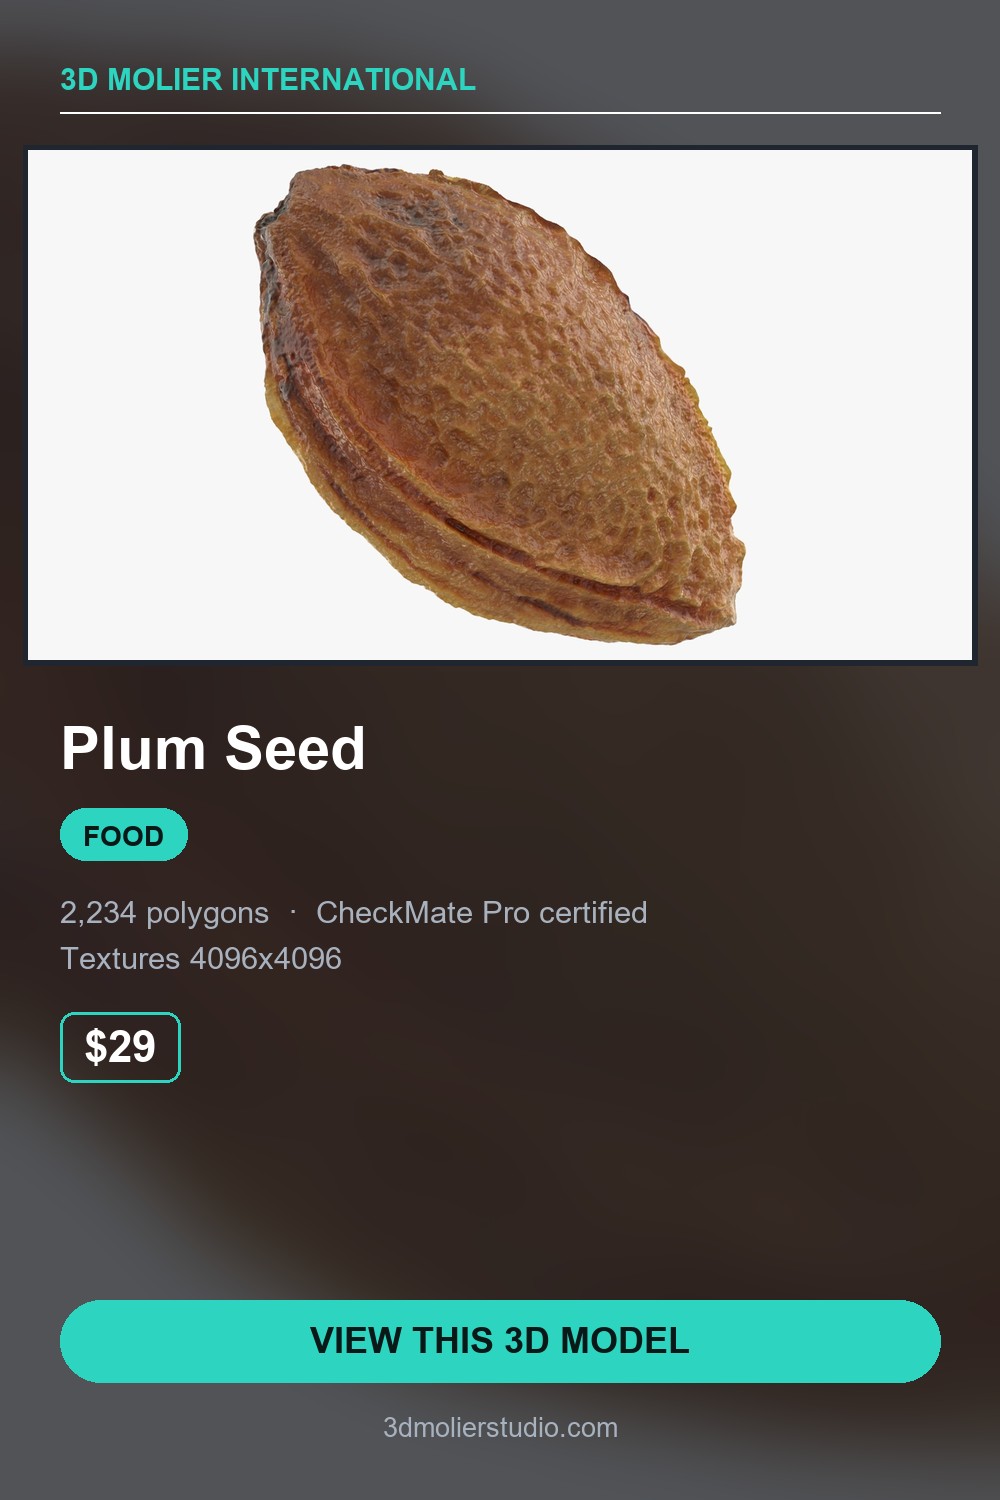 3D MOLIER INTERNATIONAL
Plum Seed
FOOD
2,234 polygons · CheckMate Pro certified
Textures 4096x4096
$29
VIEW THIS 3D MODEL
3dmolierstudio.com